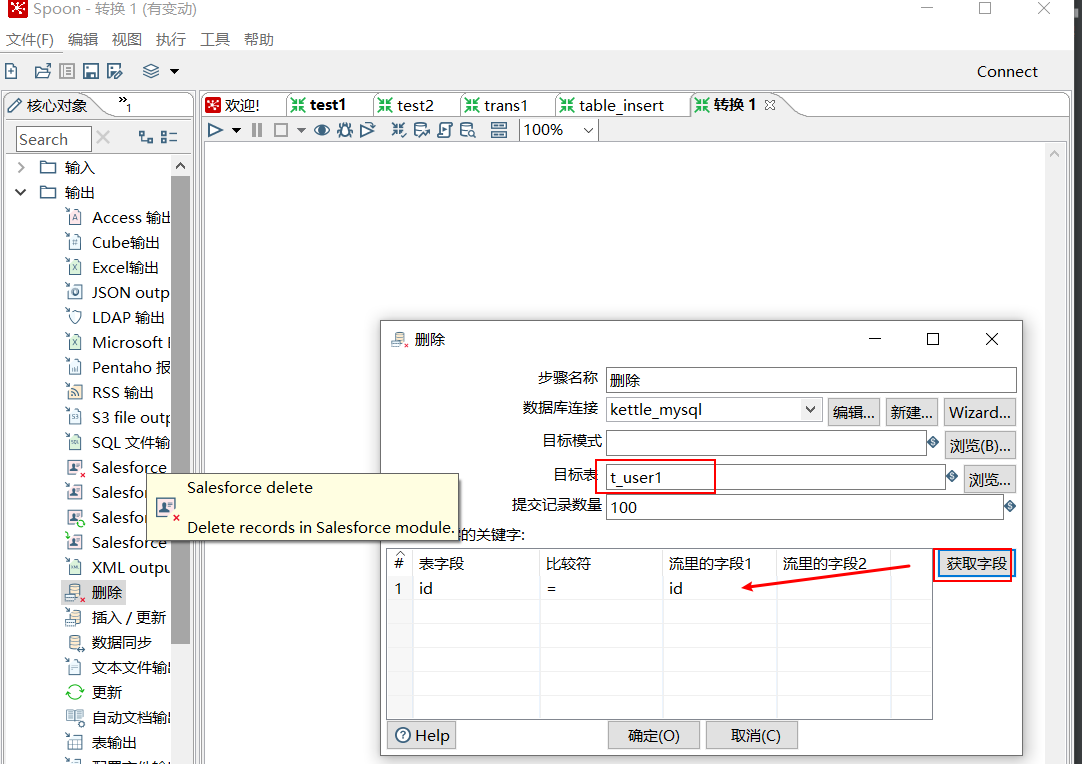 Spoon - 转换 1 (有变动)
文件(F) 编辑 视图 执行 工具 帮助
Connect
核心对象 »1
欢迎! test1 test2 trans1 table_insert 转换 1
Search
100%
输入
输出
Access 输出
Cube输出
Excel输出
JSON outp
LDAP 输出
Microsoft
Pentaho 报
RSS 输出
S3 file outp
SQL 文件输
Salesforce
Salesfo
Salesfo
Salesforce
XML outpu
删除
插入 / 更新
数据同步
文本文件输
更新
自动文档输
表输出
Salesforce delete
Delete records in Salesforce module.
删除
步骤名称 删除
数据库连接 kettle_mysql 编辑... 新建... Wizard...
目标模式 浏览(B)...
目标表 t_user1 浏览...
提交记录数量 100
的关键字:
# 表字段 比较符 流里的字段1 流里的字段2 获取字段
1 id = id
Help 确定(O) 取消(C)